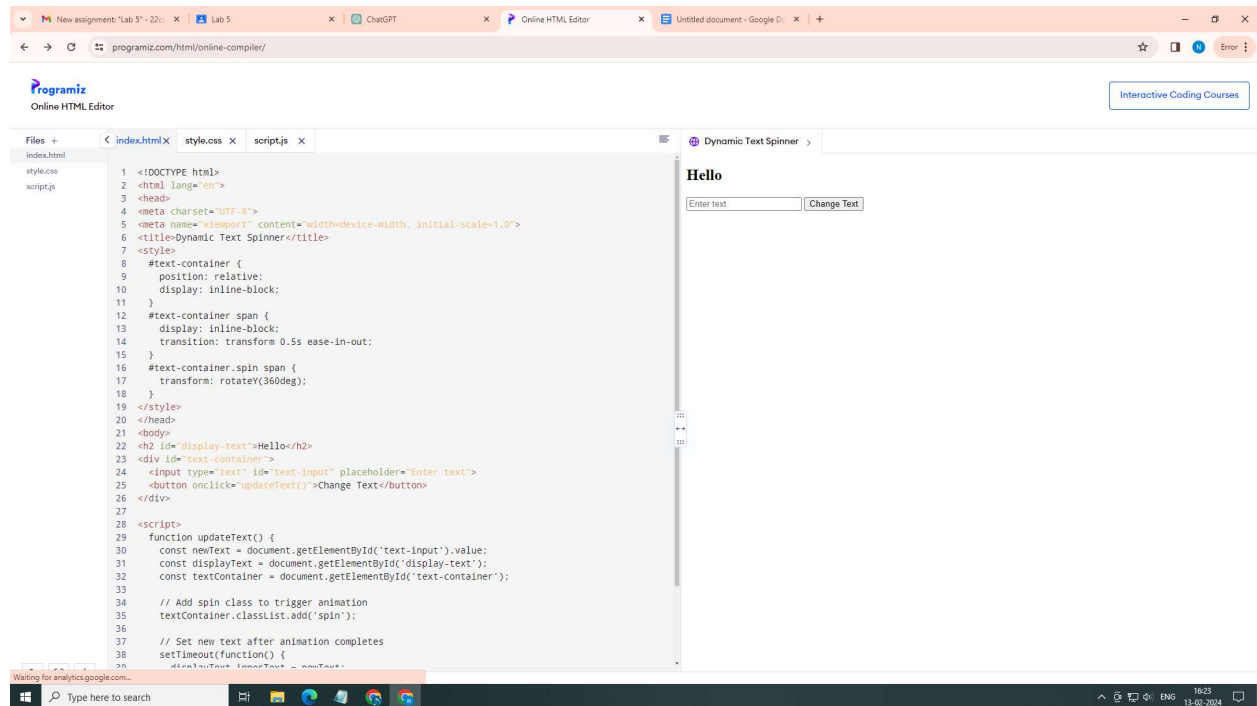 New assignment: "Lab 5" - 22c
Lab 5
ChatGPT
Online HTML Editor
Untitled document - Google Do
programiz.com/html/online-compiler/
N
Error
Programiz
Online HTML Editor
Interactive Coding Courses
Files +
index.html
style.css
script.js
index.html
style.css
script.js
Dynamic Text Spinner
1 <!DOCTYPE html>
2 <html lang="en">
3 <head>
4 <meta charset="UTF-8">
5 <meta name="viewport" content="width=device-width, initial-scale=1.0">
6 <title>Dynamic Text Spinner</title>
7 <style>
8 #text-container {
9 position: relative;
10 display: inline-block;
11 }
12 #text-container span {
13 display: inline-block;
14 transition: transform 0.5s ease-in-out;
15 }
16 #text-container.spin span {
17 transform: rotateY(360deg);
18 }
19 </style>
20 </head>
21 <body>
22 <h2 id="display-text">Hello</h2>
23 <div id="text-container">
24 <input type="text" id="text-input" placeholder="Enter text">
25 <button onclick="updateText()">Change Text</button>
26 </div>
27
28 <script>
29 function updateText() {
30 const newText = document.getElementById('text-input').value;
31 const displayText = document.getElementById('display-text');
32 const textContainer = document.getElementById('text-container');
33
34 // Add spin class to trigger animation
35 textContainer.classList.add('spin');
36
37 // Set new text after animation completes
38 setTimeout(function() {
39 displayText.innerText = newText;
Hello
Enter text
Change Text
Waiting for analytics.google.com...
Type here to search
ENG
16:23
13-02-2024